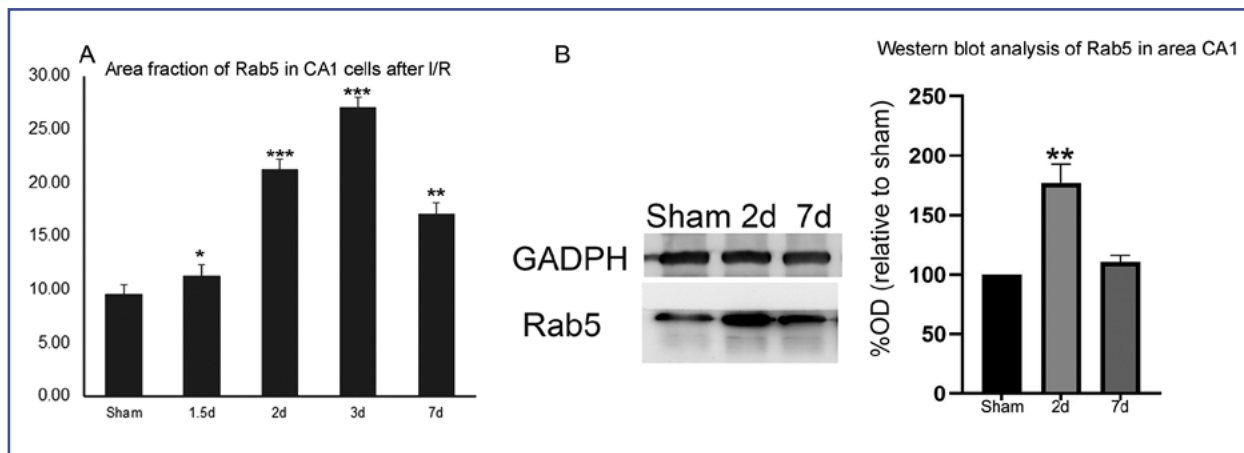 A
Area fraction of Rab5 in CA1 cells after I/R
30.00
25.00
20.00
15.00
10.00
5.00
0.00
*
***
***
**
Sham 1.5d 2d 3d 7d
B
Sham 2d 7d
GADPH
Rab5
Western blot analysis of Rab5 in area CA1
%OD (relative to sham)
250
200
150
100
50
0
**
Sham 2d 7d